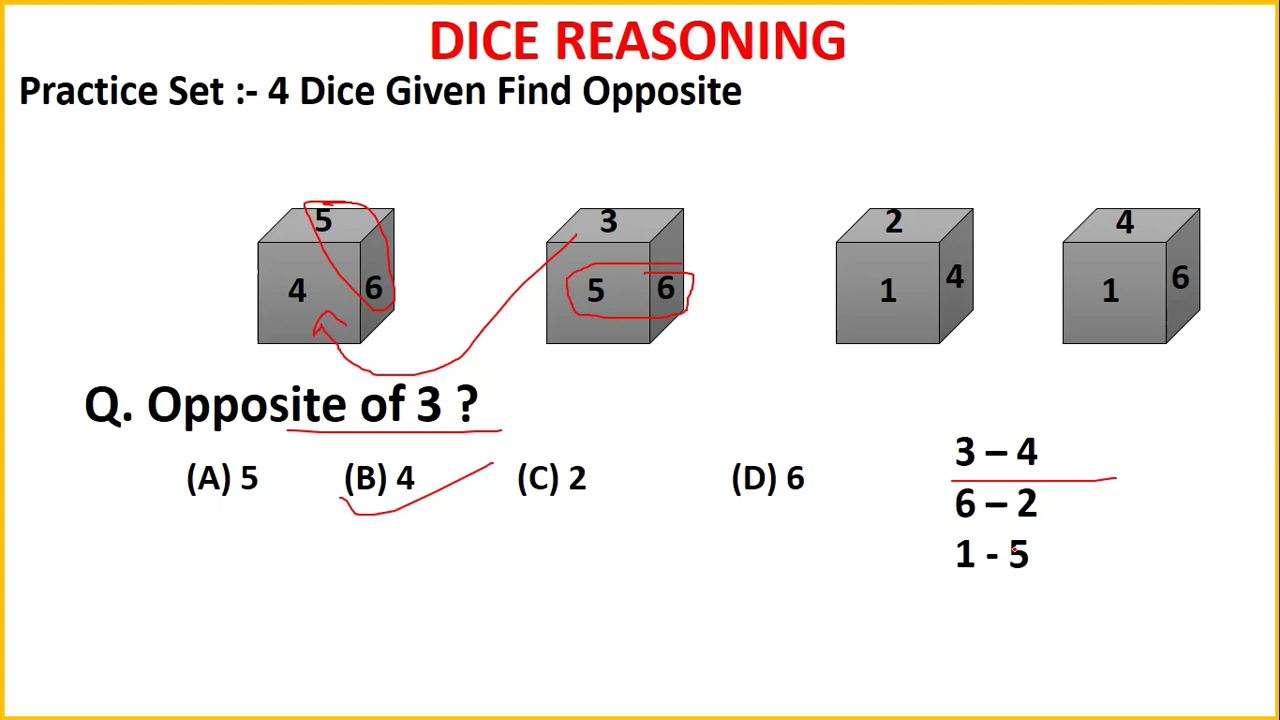 DICE REASONING
Practice Set :- 4 Dice Given Find Opposite
5 3 2 4
4 6 5 6 1 4 1 6
Q. Opposite of 3 ?
(A) 5 (B) 4 (C) 2 (D) 6
3 – 4
6 – 2
1 - 5